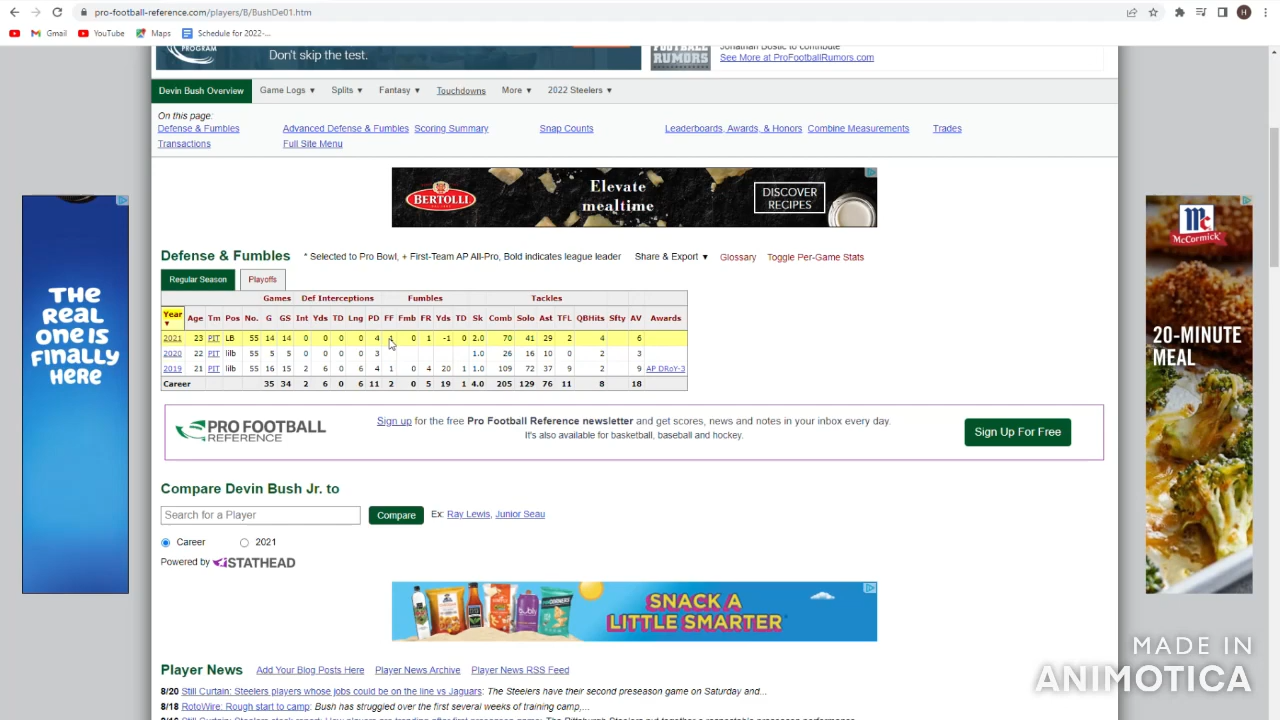 pro-football-reference.com/players/B/BushDe01.htm
H
Gmail YouTube Maps Schedule for 2022-...
PROGRAM
Don't skip the test.
FOOTBALL
RUMORS
Jonathan Bostic to contribute
See More at ProFootballRumors.com
Devin Bush Overview Game Logs ▼ Splits ▼ Fantasy ▼ Touchdowns More ▼ 2022 Steelers ▼
On this page:
Defense & Fumbles Advanced Defense & Fumbles Scoring Summary Snap Counts Leaderboards, Awards, & Honors Combine Measurements Trades
Transactions Full Site Menu
BERTOLLI
Elevate
mealtime
DISCOVER
RECIPES
THE
REAL
ONE IS
FINALLY
HERE
McCormick
20-MINUTE
MEAL
Defense & Fumbles * Selected to Pro Bowl, + First-Team AP All-Pro, Bold indicates league leader Share & Export ▼ Glossary Toggle Per-Game Stats
Regular Season Playoffs
Games Def Interceptions Fumbles Tackles
Year ▼ Age Tm Pos No. G GS Int Yds TD Lng PD FF Fmb FR Yds TD Sk Comb Solo Ast TFL QBHits Sfty AV Awards
2021 23 PIT LB 55 14 14 0 0 0 0 4 1 0 1 -1 0 2.0 70 41 29 2 4 6
2020 22 PIT lilb 55 5 5 0 0 0 0 3 1.0 26 16 10 0 2 3
2019 21 PIT lilb 55 16 15 2 6 0 6 4 1 0 4 20 1 1.0 109 72 37 9 2 9 AP DRoY-3
Career 35 34 2 6 0 6 11 2 0 5 19 1 4.0 205 129 76 11 8 18
PRO FOOTBALL
REFERENCE
Sign up for the free Pro Football Reference newsletter and get scores, news and notes in your inbox every day.
It's also available for basketball, baseball and hockey.
Sign Up For Free
Compare Devin Bush Jr. to
Search for a Player Compare Ex: Ray Lewis, Junior Seau
Career 2021
Powered by STATHEAD
SNACK A
LITTLE SMARTER
Player News Add Your Blog Posts Here Player News Archive Player News RSS Feed
8/20 Still Curtain: Steelers players whose jobs could be on the line vs Jaguars: The Steelers have their second preseason game on Saturday and...
8/18 RotoWire: Rough start to camp: Bush has struggled over the first several weeks of training camp,...
MADE IN
ANIMOTICA